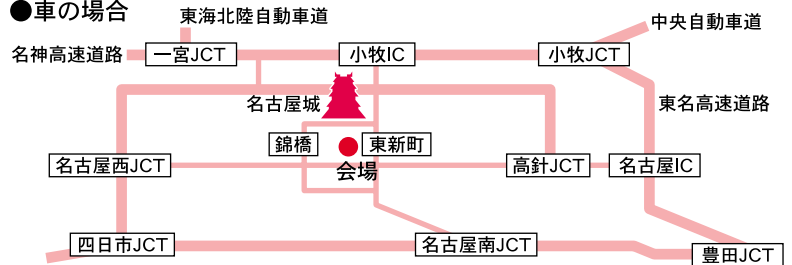 ●車の場合
東海北陸自動車道
中央自動車道
名神高速道路
一宮JCT
小牧IC
小牧JCT
名古屋城
東名高速道路
錦橋
東新町
会場
名古屋西JCT
高針JCT
名古屋IC
四日市JCT
名古屋南JCT
豊田JCT